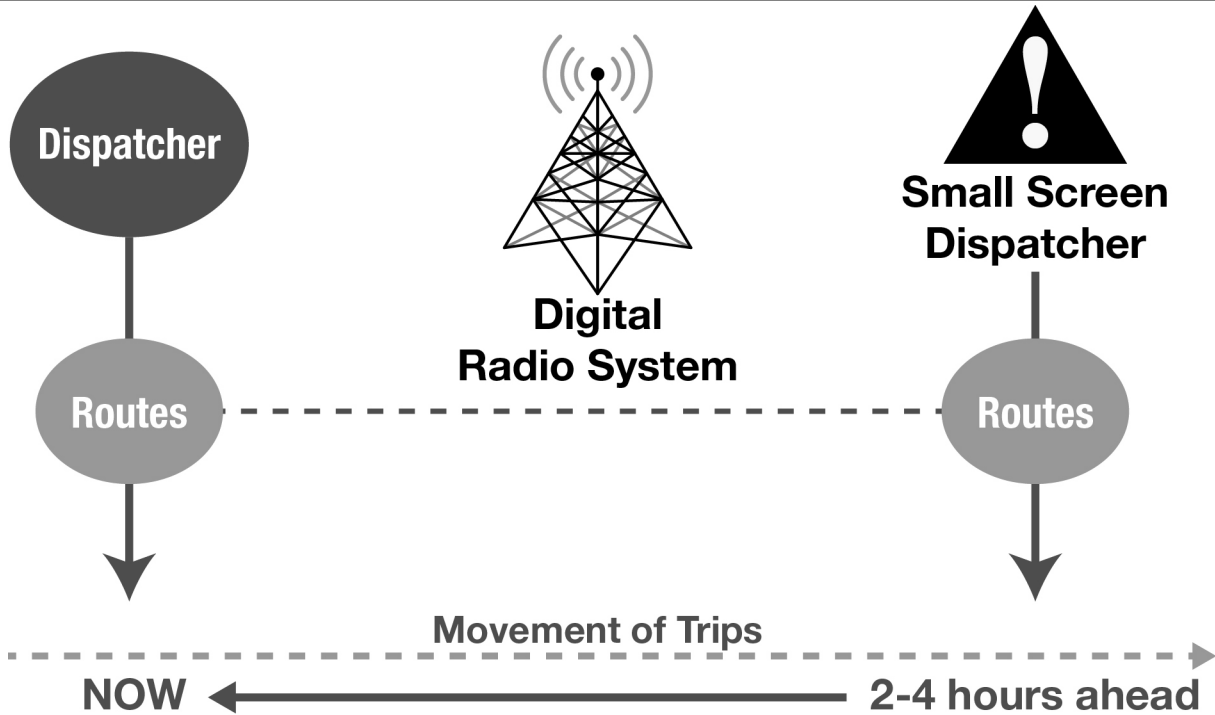 Dispatcher
Small Screen
Dispatcher
Digital
Radio System
Routes
Routes
Movement of Trips
NOW
2-4 hours ahead